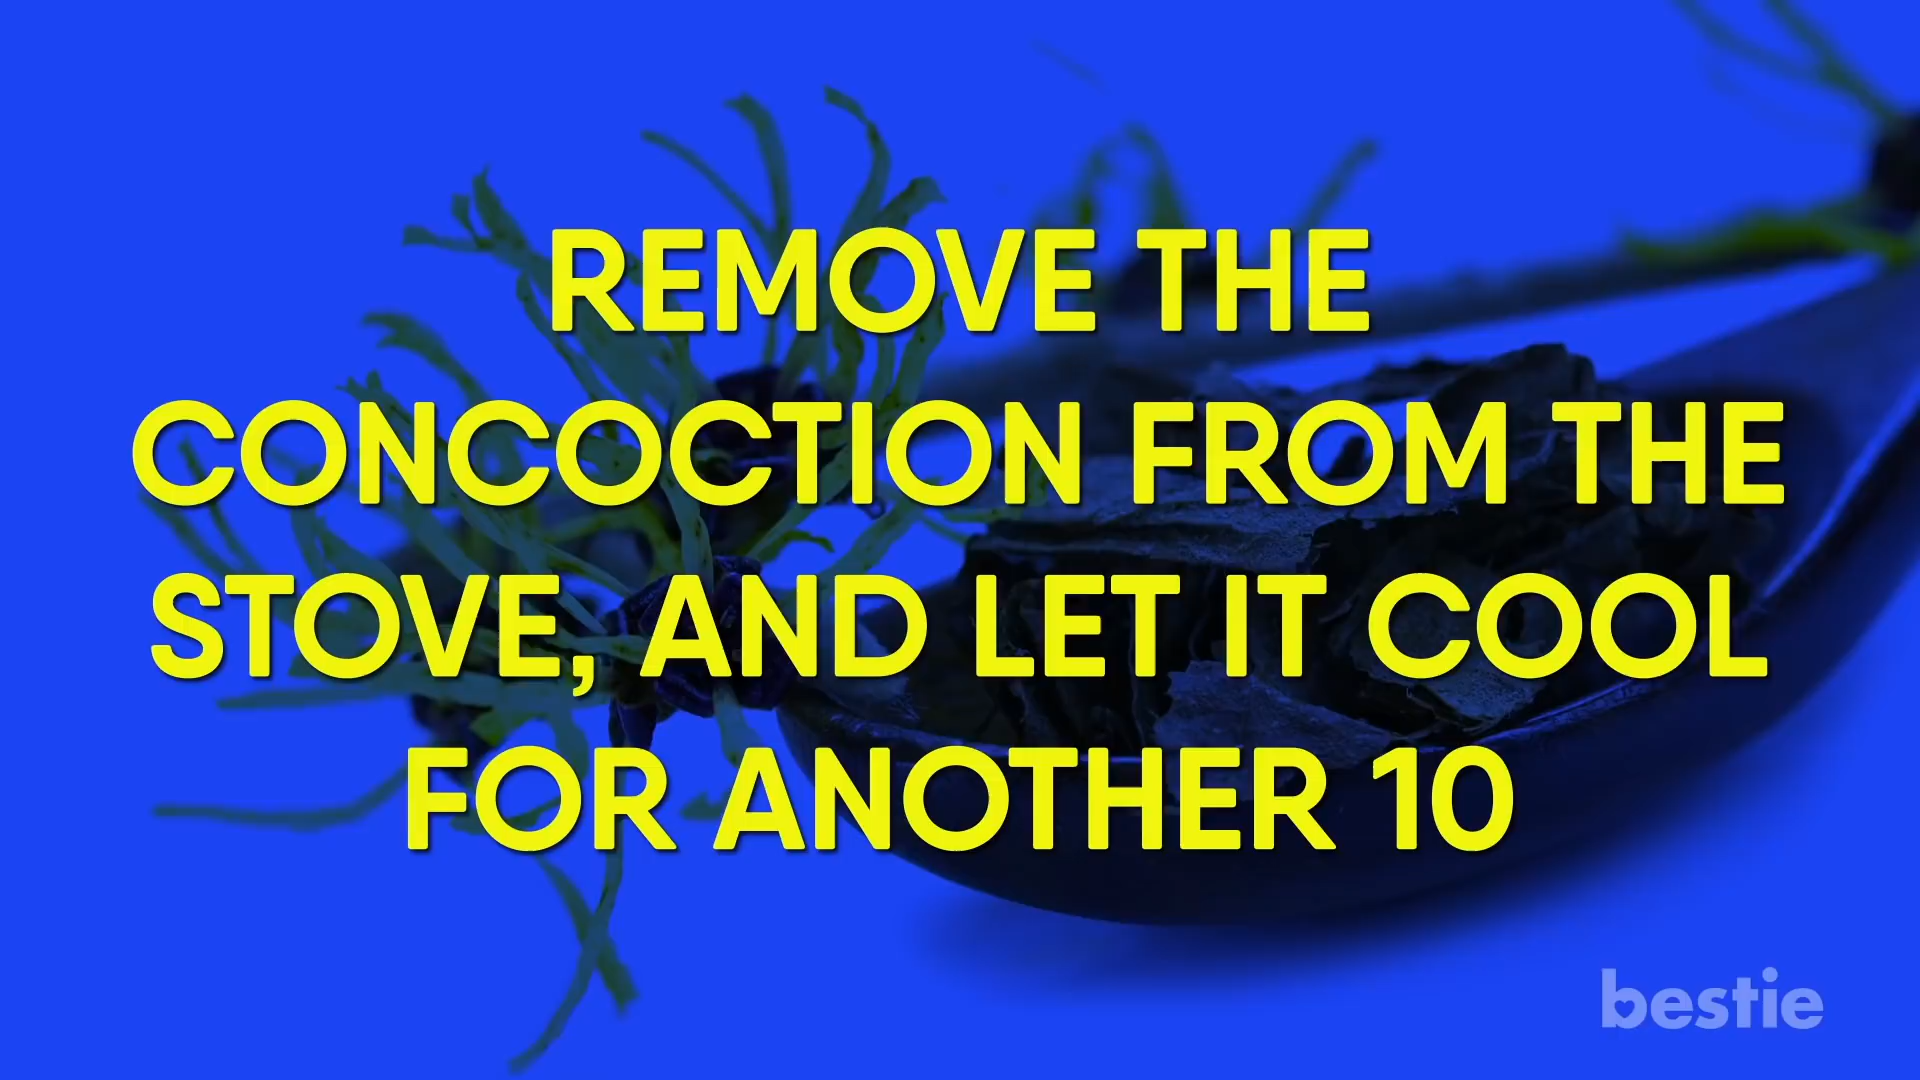 REMOVE THE
CONCOCTION FROM THE
STOVE, AND LET IT COOL
FOR ANOTHER 10
bestie